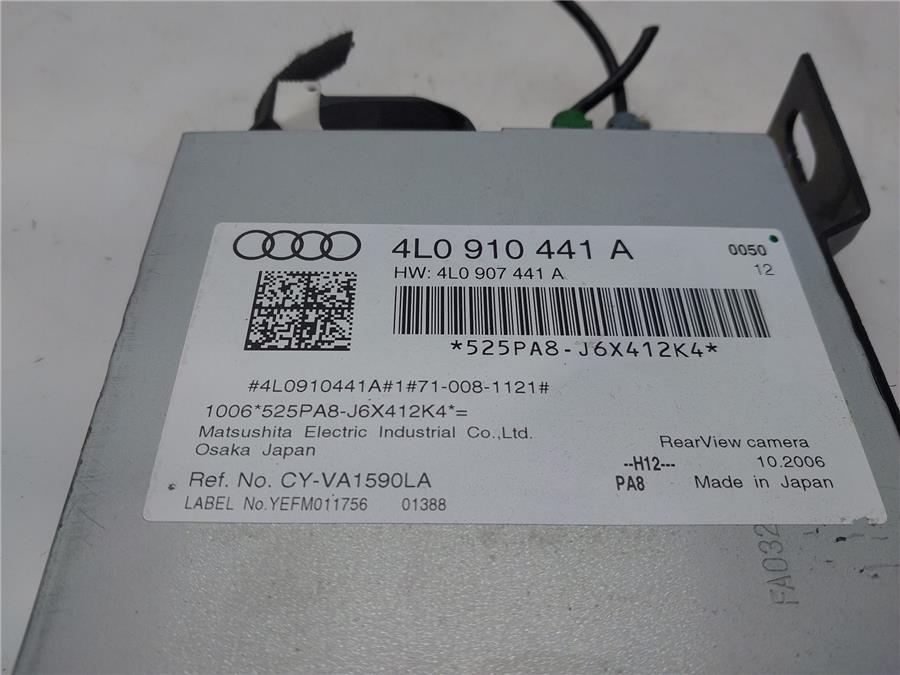 4L0 910 441 A
0050
HW: 4L0 907 441 A
12
*525PA8-J6X412K4*
#4L0910441A#1#71-008-1121#
1006*525PA8-J6X412K4*=
Matsushita Electric Industrial Co.,Ltd.
Osaka Japan
RearView camera
--H12---
10.2006
Ref. No. CY-VA1590LA
PA8
Made in Japan
LABEL No.YEFM011756
01388
FA032